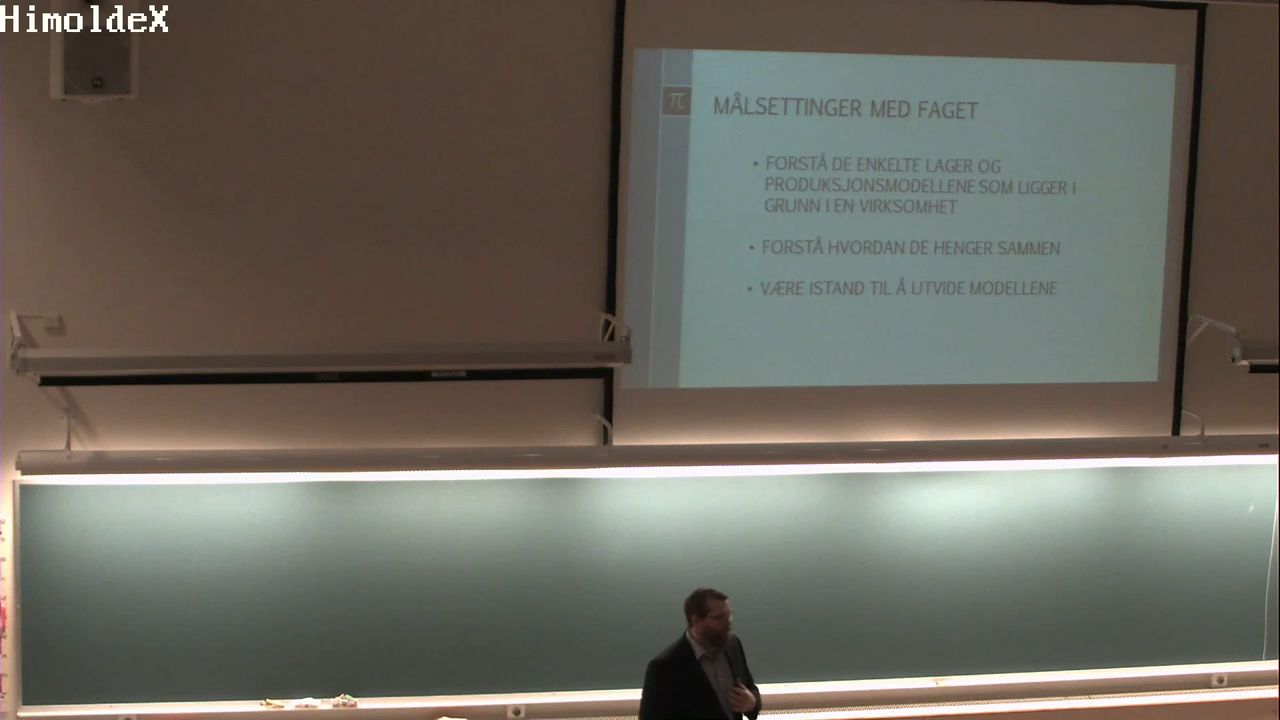 HimoldeX
π
MÅLSETTINGER MED FAGET
• FORSTÅ DE ENKELTE LAGER OG
PRODUKSJONSMODELLENE SOM LIGGER I
GRUNN I EN VIRKSOMHET
• FORSTÅ HVORDAN DE HENGER SAMMEN
• VÆRE ISTAND TIL Å UTVIDE MODELLENE